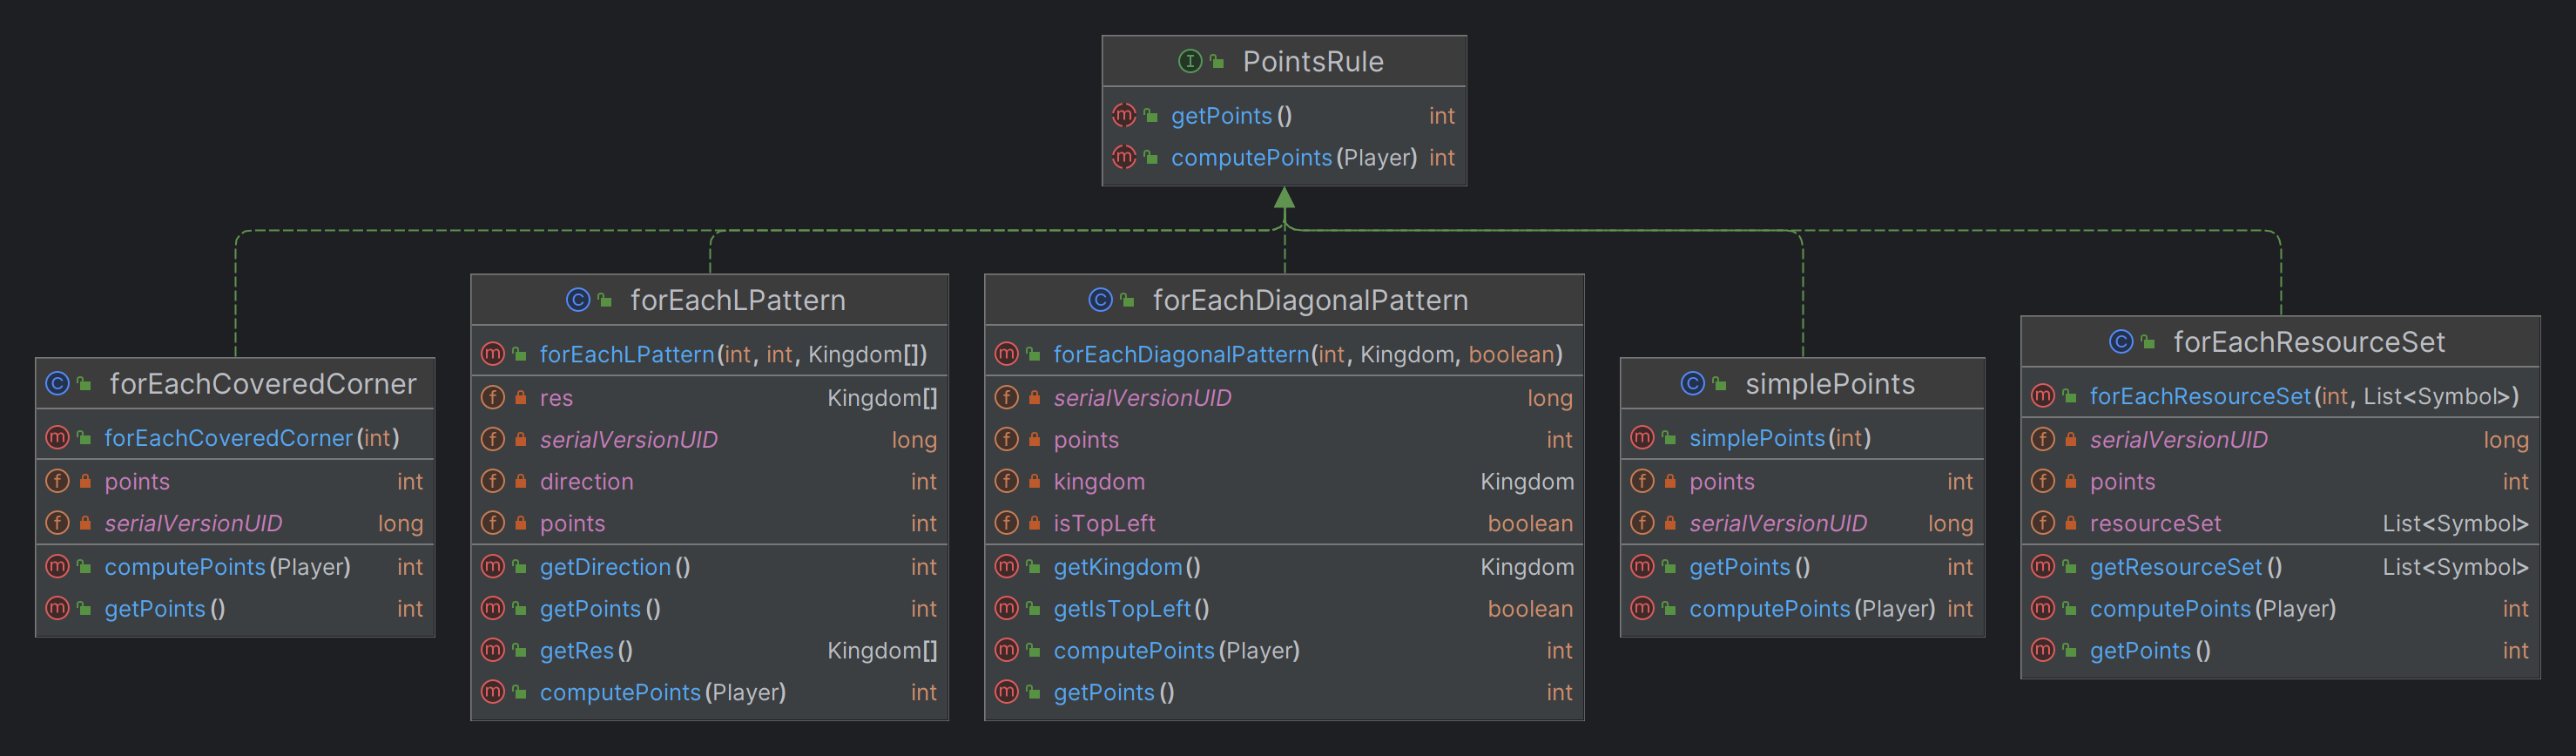 PointsRule
getPoints() int
computePoints(Player) int
forEachCoveredCorner
forEachCoveredCorner(int)
points int
serialVersionUID long
computePoints(Player) int
getPoints() int
forEachLPattern
forEachLPattern(int, int, Kingdom[])
res Kingdom[]
serialVersionUID long
direction int
points int
getDirection() int
getPoints() int
getRes() Kingdom[]
computePoints(Player) int
forEachDiagonalPattern
forEachDiagonalPattern(int, Kingdom, boolean)
serialVersionUID long
points int
kingdom Kingdom
isTopLeft boolean
getKingdom() Kingdom
getIsTopLeft() boolean
computePoints(Player) int
getPoints() int
simplePoints
simplePoints(int)
points int
serialVersionUID long
getPoints() int
computePoints(Player) int
forEachResourceSet
forEachResourceSet(int, List<Symbol>)
serialVersionUID long
points int
resourceSet List<Symbol>
getResourceSet() List<Symbol>
computePoints(Player) int
getPoints() int